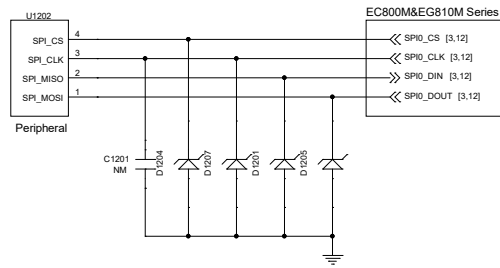 U1202
EC800M&EG810M Series
SPI_CS 4
SPI_CLK 3
SPI_MISO 2
SPI_MOSI 1
SPI0_CS [3,12]
SPI0_CLK [3,12]
SPI0_DIN [3,12]
SPI0_DOUT [3,12]
Peripheral
C1201
NM
D1204
D1207
D1201
D1205